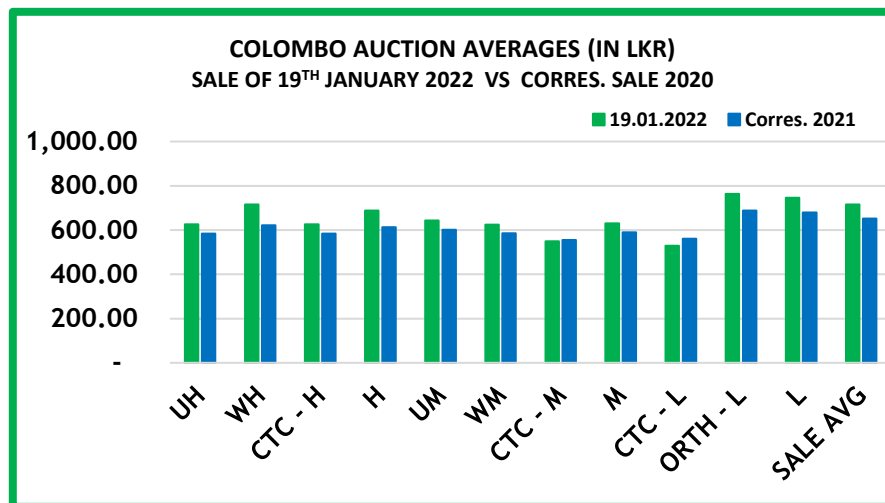 COLOMBO AUCTION AVERAGES (IN LKR)
SALE OF 19TH JANUARY 2022 VS CORRES. SALE 2020
19.01.2022 Corres. 2021
1,000.00
800.00
600.00
400.00
200.00
-
UH WH CTC - H H UM WM CTC - M M CTC - L ORTH - L L SALE AVG